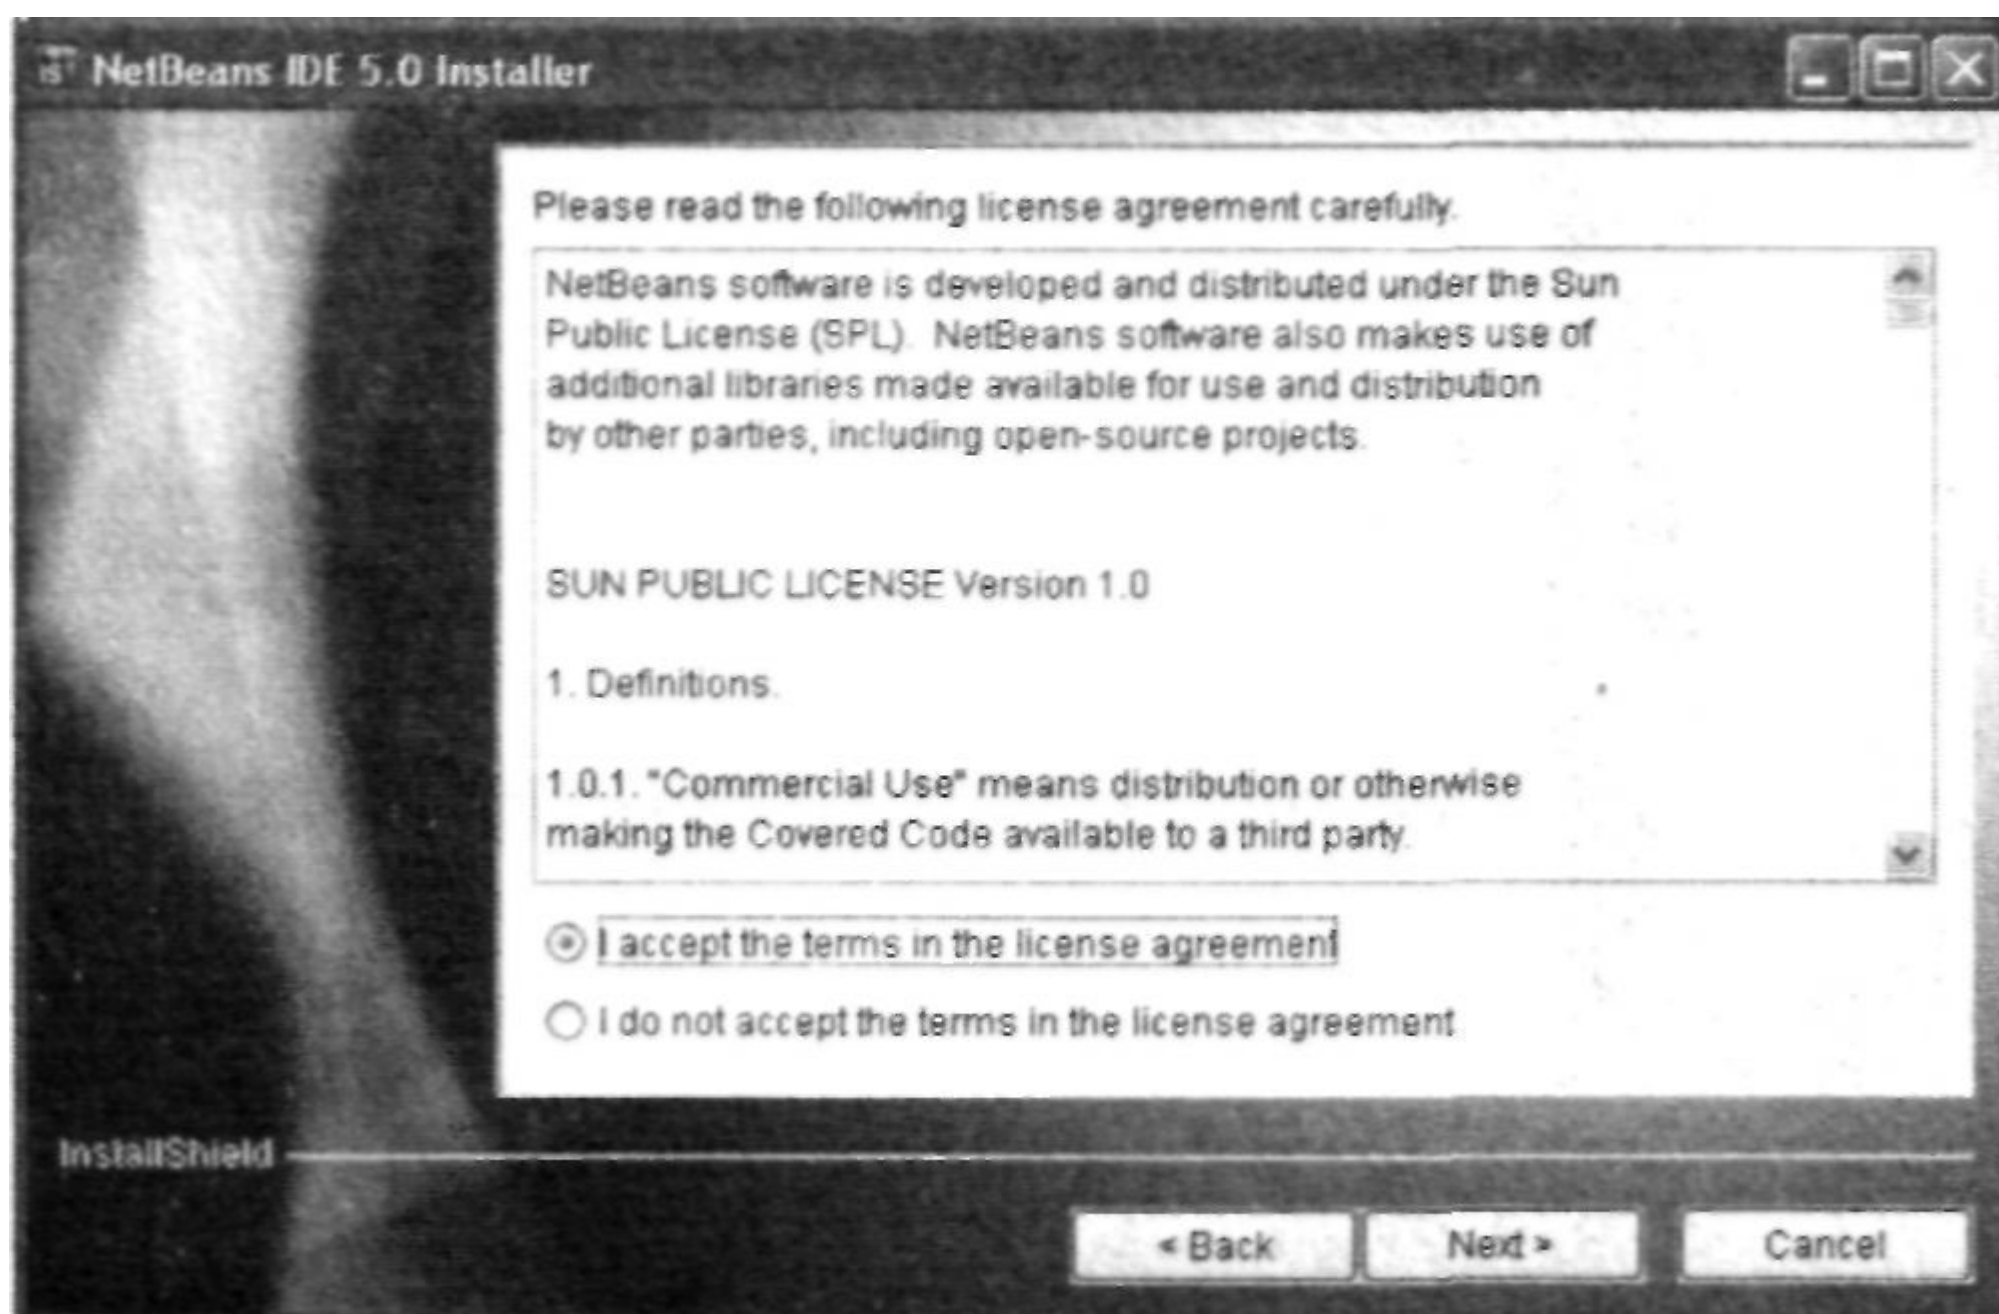 NetBeans IDE 5.0 Installer
Please read the following license agreement carefully.
NetBeans software is developed and distributed under the Sun
Public License (SPL). NetBeans software also makes use of
additional libraries made available for use and distribution
by other parties, including open-source projects.
SUN PUBLIC LICENSE Version 1.0
1. Definitions.
1.0.1. "Commercial Use" means distribution or otherwise
making the Covered Code available to a third party.
I accept the terms in the license agreement
I do not accept the terms in the license agreement
InstallShield
< Back
Next >
Cancel